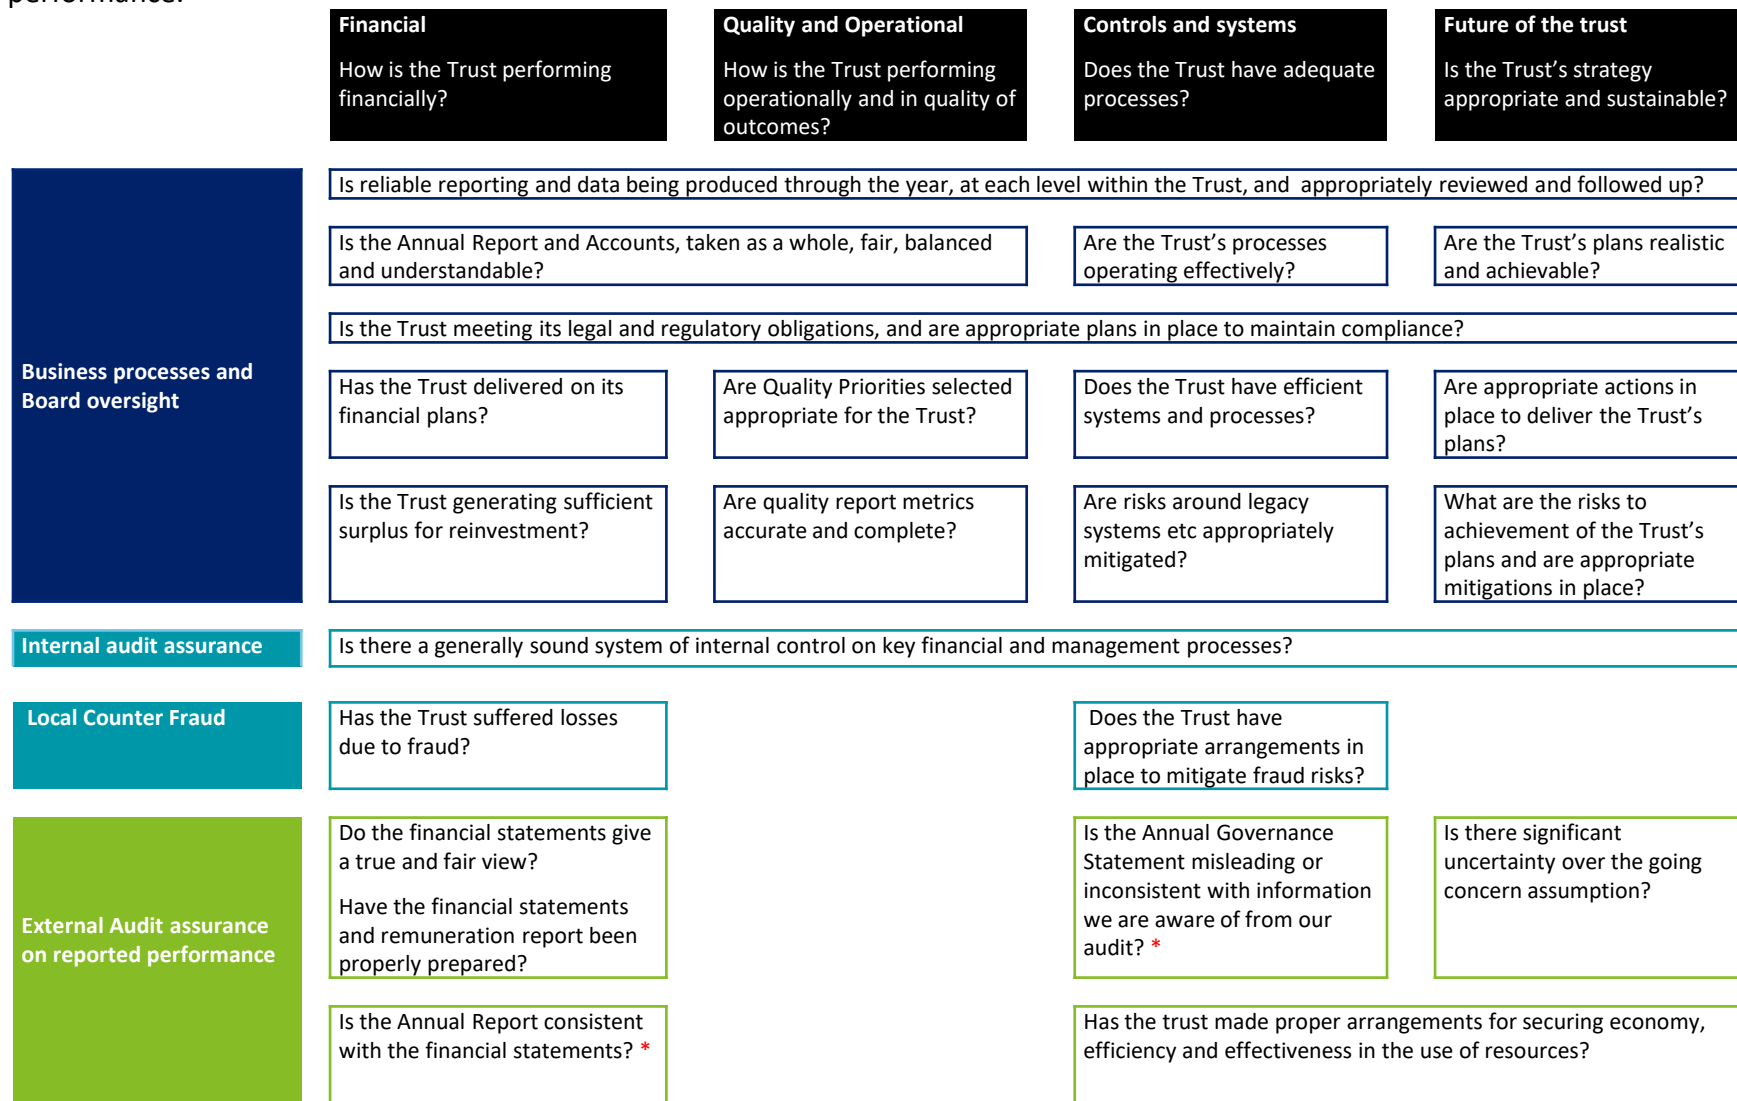 performance.
Financial
How is the Trust performing
financially?
Quality and Operational
How is the Trust performing
operationally and in quality of
outcomes?
Controls and systems
Does the Trust have adequate
processes?
Future of the trust
Is the Trust's strategy
appropriate and sustainable?
Business processes and
Board oversight
Is reliable reporting and data being produced through the year, at each level within the Trust, and  appropriately reviewed and followed up?
Is the Annual Report and Accounts, taken as a whole, fair, balanced
and understandable?
Are the Trust's processes
operating effectively?
Are the Trust's plans realistic
and achievable?
Is the Trust meeting its legal and regulatory obligations, and are appropriate plans in place to maintain compliance?
Has the Trust delivered on its
financial plans?
Are Quality Priorities selected
appropriate for the Trust?
Does the Trust have efficient
systems and processes?
Are appropriate actions in
place to deliver the Trust's
plans?
Is the Trust generating sufficient
surplus for reinvestment?
Are quality report metrics
accurate and complete?
Are risks around legacy
systems etc appropriately
mitigated?
What are the risks to
achievement of the Trust's
plans and are appropriate
mitigations in place?
Internal audit assurance
Is there a generally sound system of internal control on key financial and management processes?
Local Counter Fraud
Has the Trust suffered losses
due to fraud?
Does the Trust have
appropriate arrangements in
place to mitigate fraud risks?
External Audit assurance
on reported performance
Do the financial statements give
a true and fair view?
Have the financial statements
and remuneration report been
properly prepared?
Is the Annual Governance
Statement misleading or
inconsistent with information
we are aware of from our
audit? *
Is there significant
uncertainty over the going
concern assumption?
Is the Annual Report consistent
with the financial statements? *
Has the trust made proper arrangements for securing economy,
efficiency and effectiveness in the use of resources?